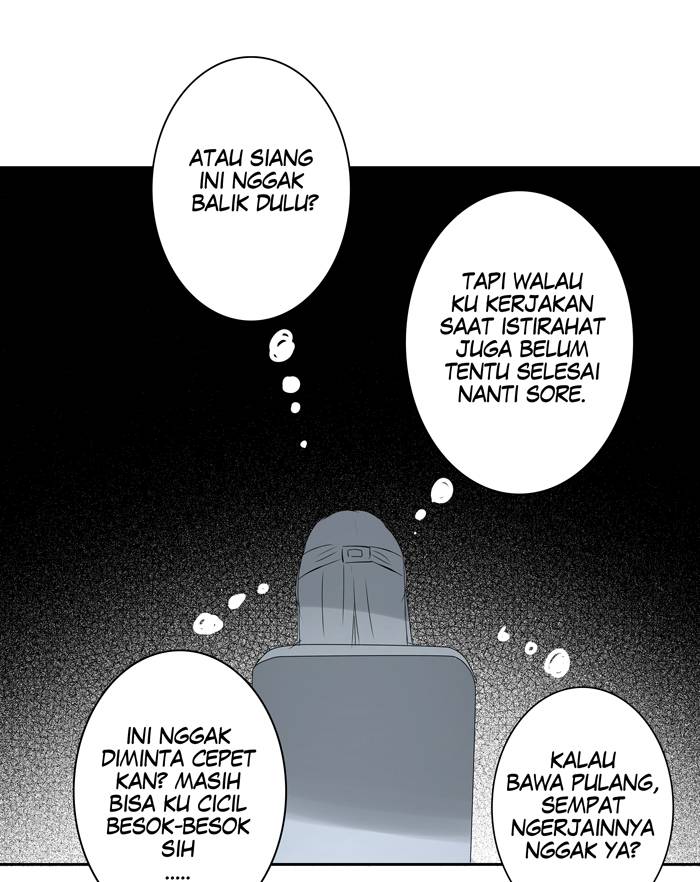 ATAU SIANG
INI NGGAK
BALIK DULU?
TAPI WALAU
KU KERJAKAN
SAAT ISTIRAHAT
JUGA BELUM
TENTU SELESAI
NANTI SORE.
INI NGGAK
DIMINTA CEPET
KAN? MASIH
BISA KU CICIL
BESOK-BESOK
SIH
.....
KALAU
BAWA PULANG,
SEMPAT
NGERJAINNYA
NGGAK YA?